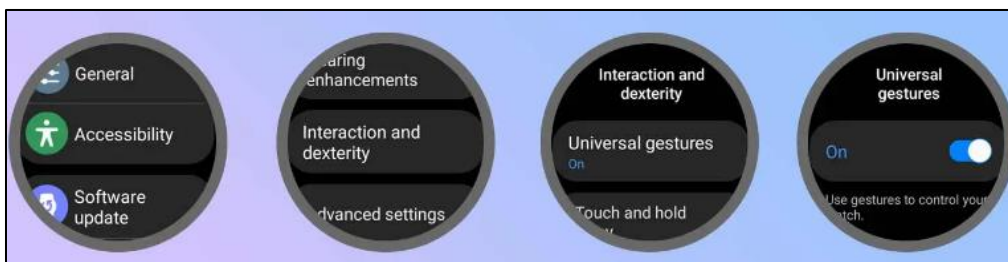 General
Accessibility
Software
update
enhancements
Interaction and
dexterity
settings
Interaction and
dexterity
Universal gestures
On
Touch and hold
Universal
gestures
On
Use gestures to control your